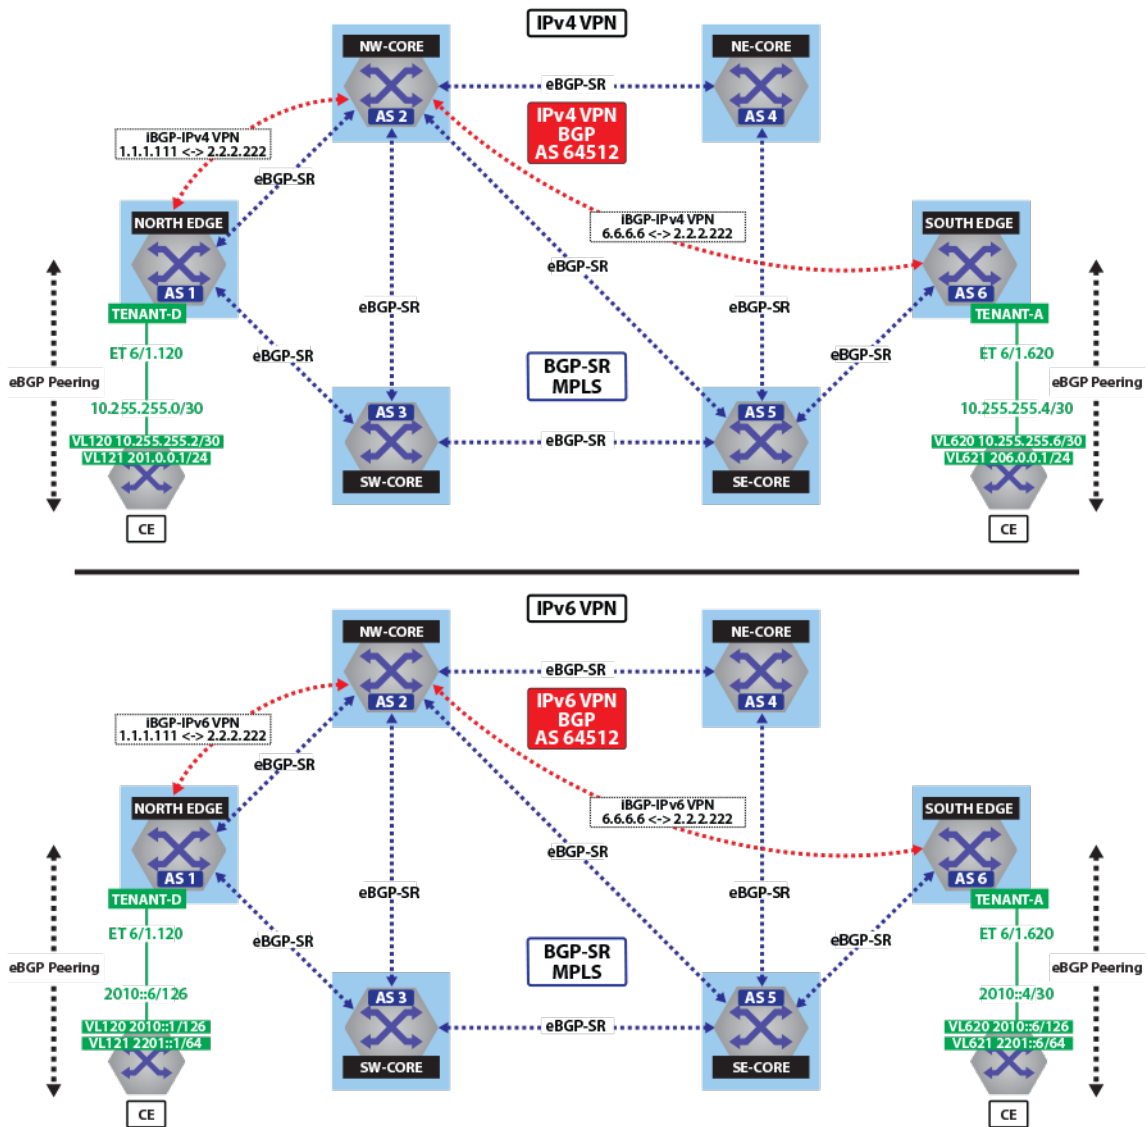 IPv4 VPN
NW-CORE
NE-CORE
eBGP-SR
AS 2
AS 4
IPv4 VPN
BGP
AS 64512
iBGP-IPv4 VPN
1.1.1.111 <-> 2.2.2.222
eBGP-SR
NORTH EDGE
iBGP-IPv4 VPN
6.6.6.6 <-> 2.2.2.222
SOUTH EDGE
eBGP-SR
AS 1
AS 6
TENANT-D
eBGP-SR
eBGP-SR
TENANT-A
ET 6/1.120
eBGP-SR
eBGP-SR
ET 6/1.620
eBGP Peering
BGP-SR
MPLS
eBGP Peering
10.255.255.0/30
AS 3
AS 5
10.255.255.4/30
VL120 10.255.255.2/30
eBGP-SR
VL620 10.255.255.6/30
VL121 201.0.0.1/24
VL621 206.0.0.1/24
SW-CORE
SE-CORE
CE
CE
IPv6 VPN
NW-CORE
NE-CORE
eBGP-SR
AS 2
AS 4
IPv6 VPN
BGP
AS 64512
iBGP-IPv6 VPN
1.1.1.111 <-> 2.2.2.222
eBGP-SR
NORTH EDGE
iBGP-IPv6 VPN
6.6.6.6 <-> 2.2.2.222
SOUTH EDGE
eBGP-SR
AS 1
AS 6
TENANT-D
eBGP-SR
eBGP-SR
TENANT-A
ET 6/1.120
eBGP-SR
eBGP-SR
ET 6/1.620
eBGP Peering
BGP-SR
MPLS
eBGP Peering
2010::6/126
AS 3
AS 5
2010::4/30
VL120 2010::1/126
eBGP-SR
VL620 2010::6/126
VL121 2201::1/64
VL621 2201::6/64
SW-CORE
SE-CORE
CE
CE